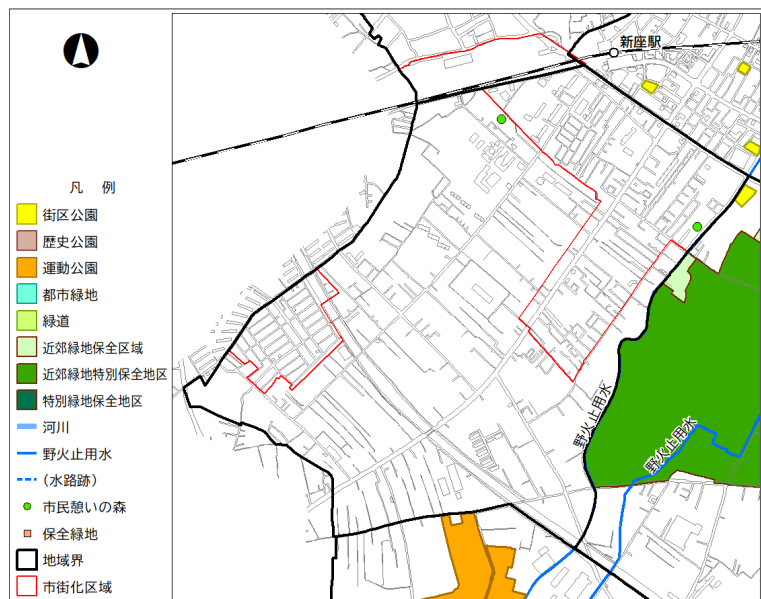 新座駅
凡 例
街区公園
歴史公園
運動公園
都市緑地
緑道
近郊緑地保全区域
近郊緑地特別保全地区
特別緑地保全地区
河川
野火止用水
(水路跡)
市民憩いの森
保全緑地
地域界
市街化区域
野火止用水
野火止用水